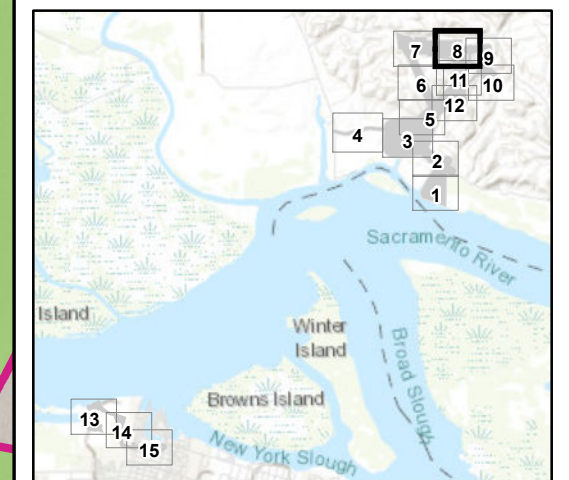 7 8 9
6 11 10
12
5
4 3
2
1
Sacramento River
Island
Winter
Island
Broad Slough
Browns Island
13
14
15
New York Slough